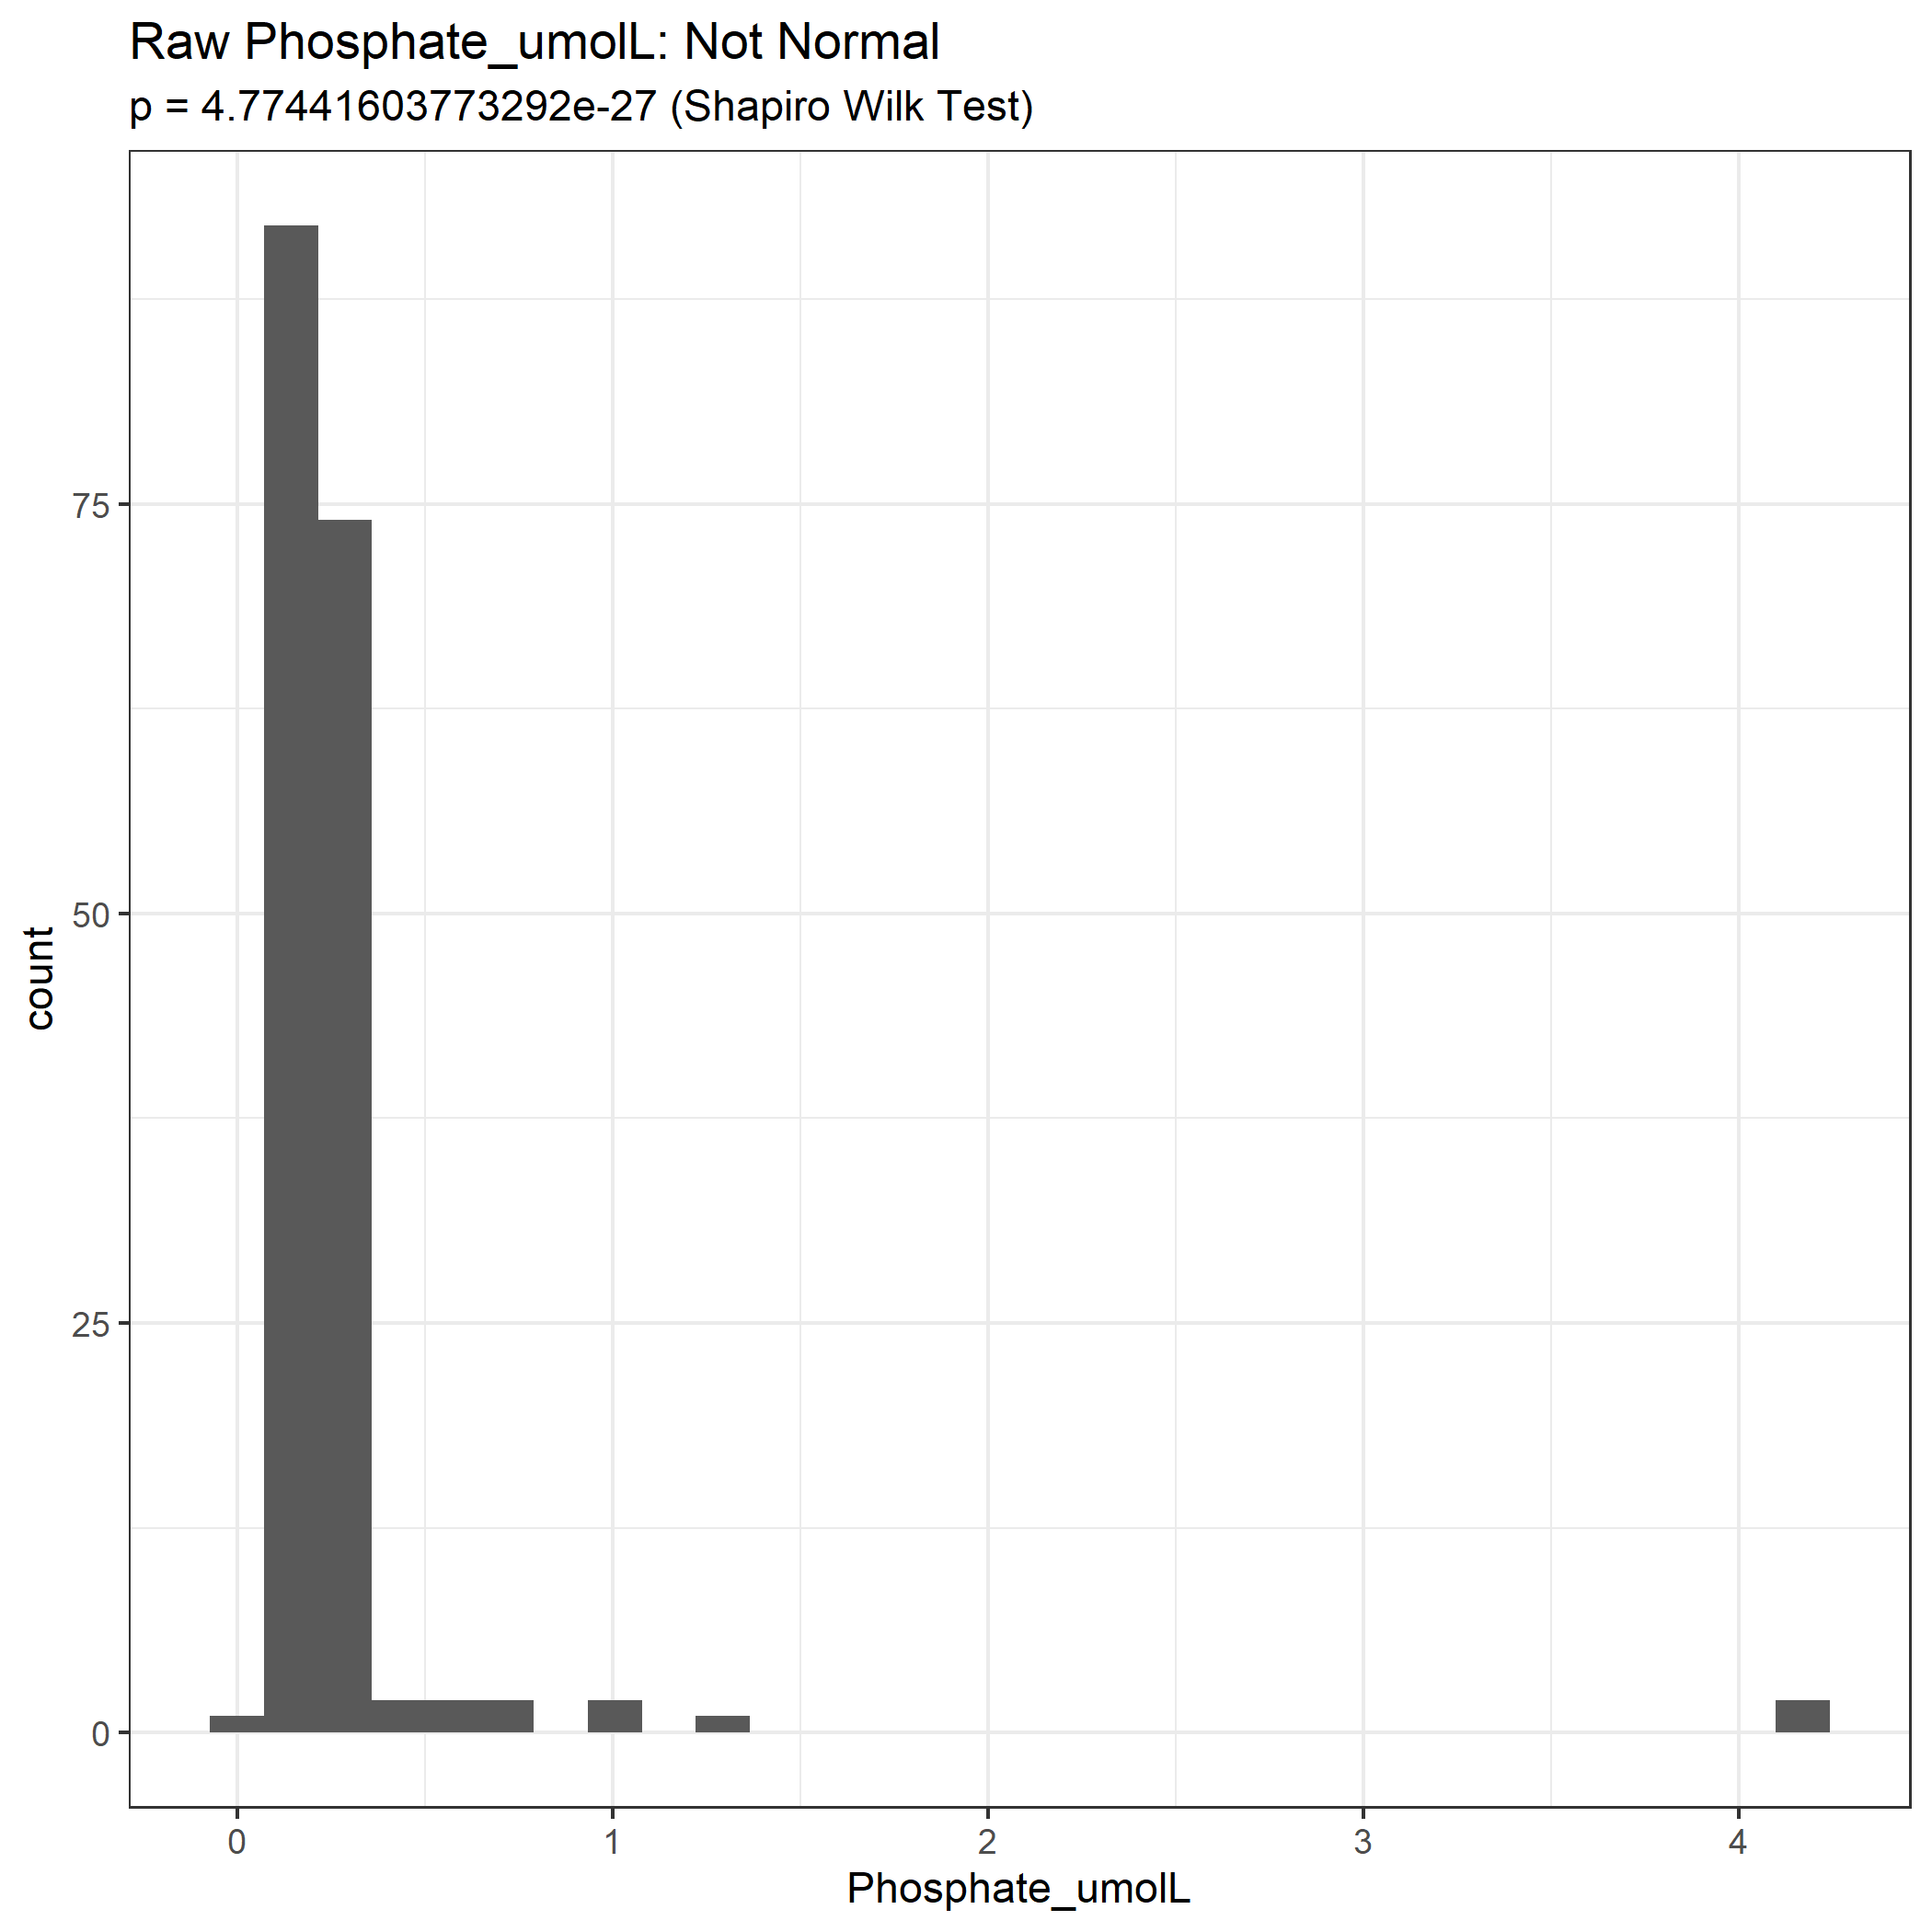 Raw Phosphate_umolL: Not Normal
p = 4.77441603773292e-27 (Shapiro Wilk Test)
75
50
25
0
count
0 1 2 3 4
Phosphate_umolL